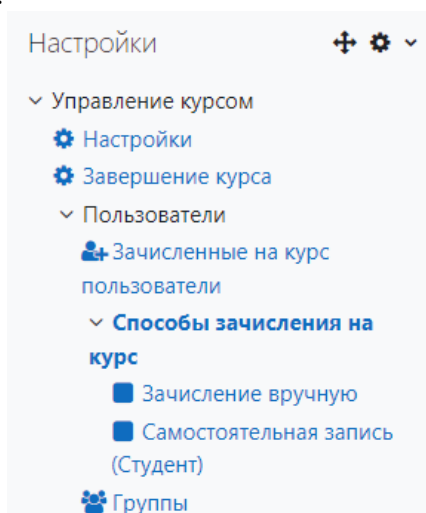 Настройки
Управление курсом
Настройки
Завершение курса
Пользователи
Зачисленные на курс
пользователи
Способы зачисления на
курс
Зачисление вручную
Самостоятельная запись
(Студент)
Группы